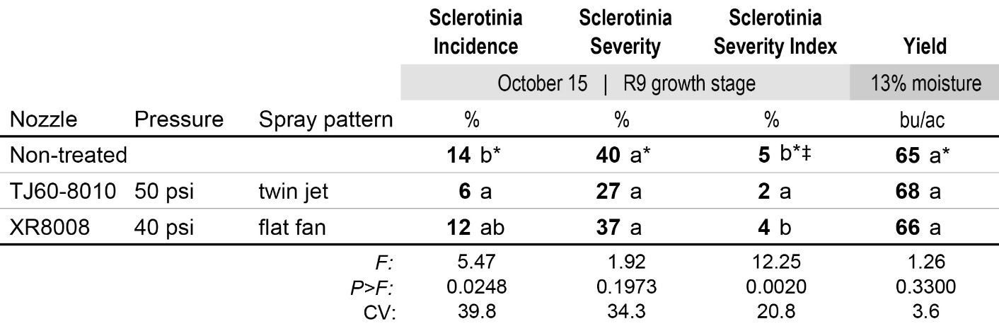 Sclerotinia Sclerotinia Sclerotinia
Incidence Severity Severity Index Yield
October 15 | R9 growth stage 13% moisture
Nozzle Pressure Spray pattern % % % bu/ac
Non-treated 14 b* 40 a* 5 b*‡ 65 a*
TJ60-8010 50 psi twin jet 6 a 27 a 2 a 68 a
XR8008 40 psi flat fan 12 ab 37 a 4 b 66 a
F: 5.47 1.92 12.25 1.26
P>F: 0.0248 0.1973 0.0020 0.3300
CV: 39.8 34.3 20.8 3.6